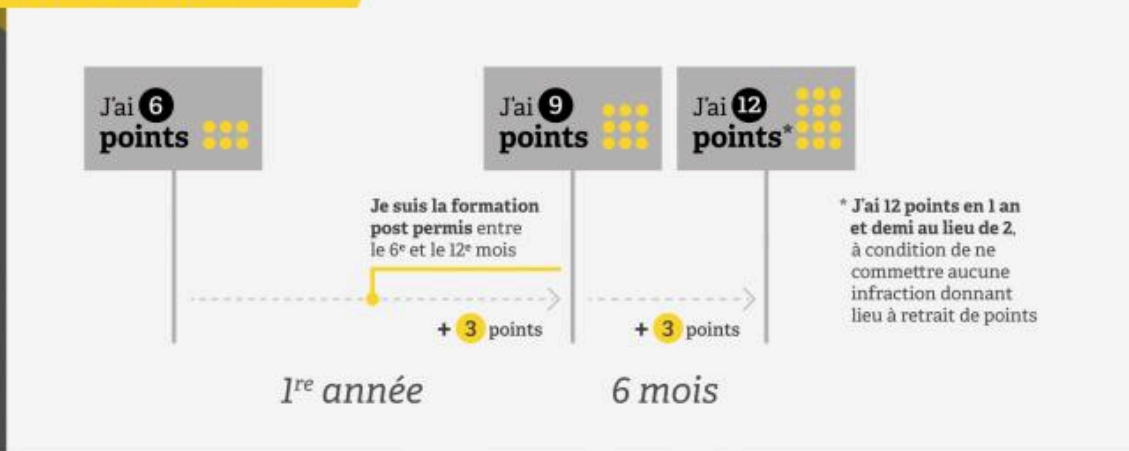 J'ai 6
points
J'ai 9
points
J'ai 12
points*
Je suis la formation
post permis entre
le 6e et le 12e mois
* J'ai 12 points en 1 an
et demi au lieu de 2,
à condition de ne
commettre aucune
infraction donnant
lieu à retrait de points
+ 3 points
+ 3 points
1re année
6 mois